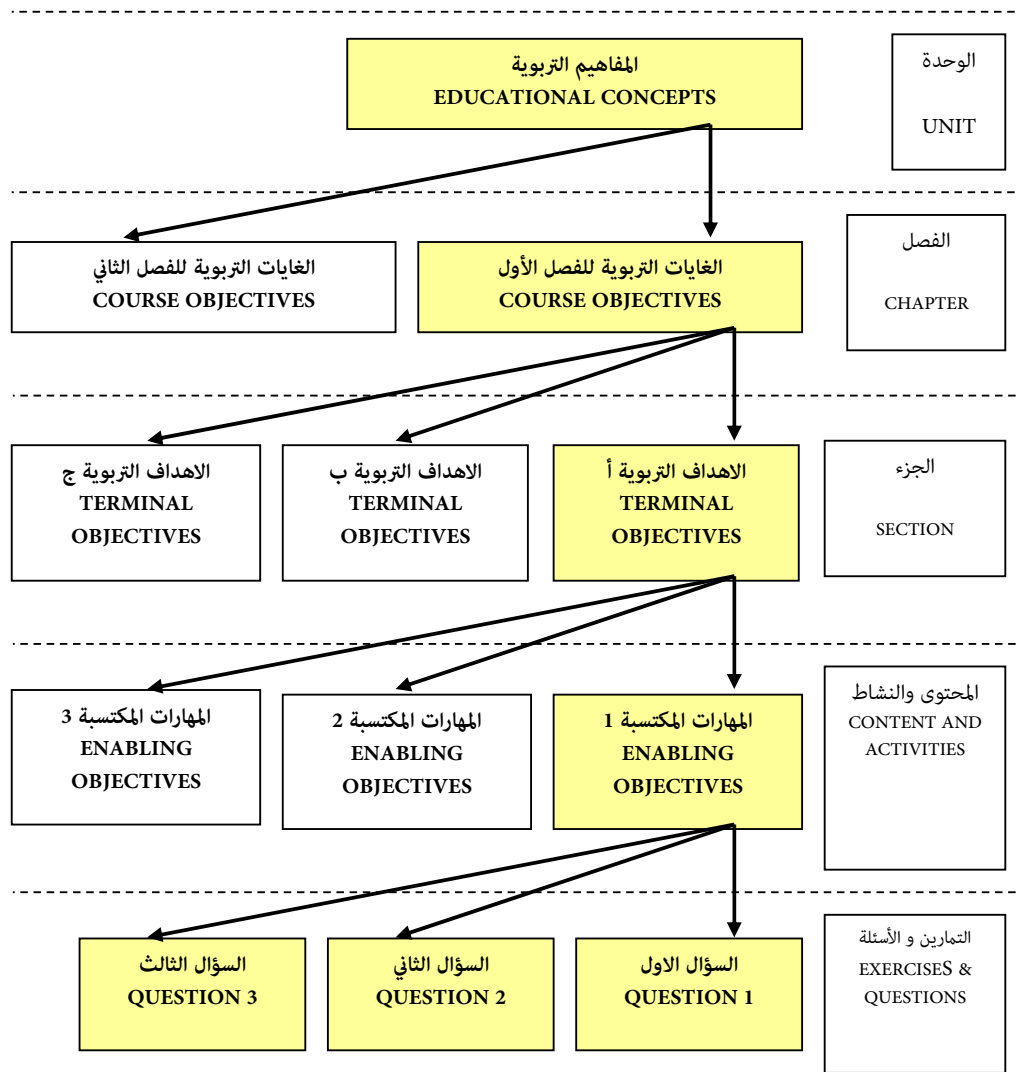 المفاهيم التربوية
EDUCATIONAL CONCEPTS
الوحدة
UNIT
الغايات التربوية للفصل الأول
COURSE OBJECTIVES
الغايات التربوية للفصل الثاني
COURSE OBJECTIVES
الفصل
CHAPTER
الاهداف التربوية أ
TERMINAL
OBJECTIVES
الاهداف التربوية ب
TERMINAL
OBJECTIVES
الاهداف التربوية ج
TERMINAL
OBJECTIVES
الجزء
SECTION
المهارات المكتسبة 1
ENABLING
OBJECTIVES
المهارات المكتسبة 2
ENABLING
OBJECTIVES
المهارات المكتسبة 3
ENABLING
OBJECTIVES
المحتوى والنشاط
CONTENT AND
ACTIVITIES
السؤال الاول
QUESTION 1
السؤال الثاني
QUESTION 2
السؤال الثالث
QUESTION 3
التمارين و الأسئلة
EXERCISES &
QUESTIONS